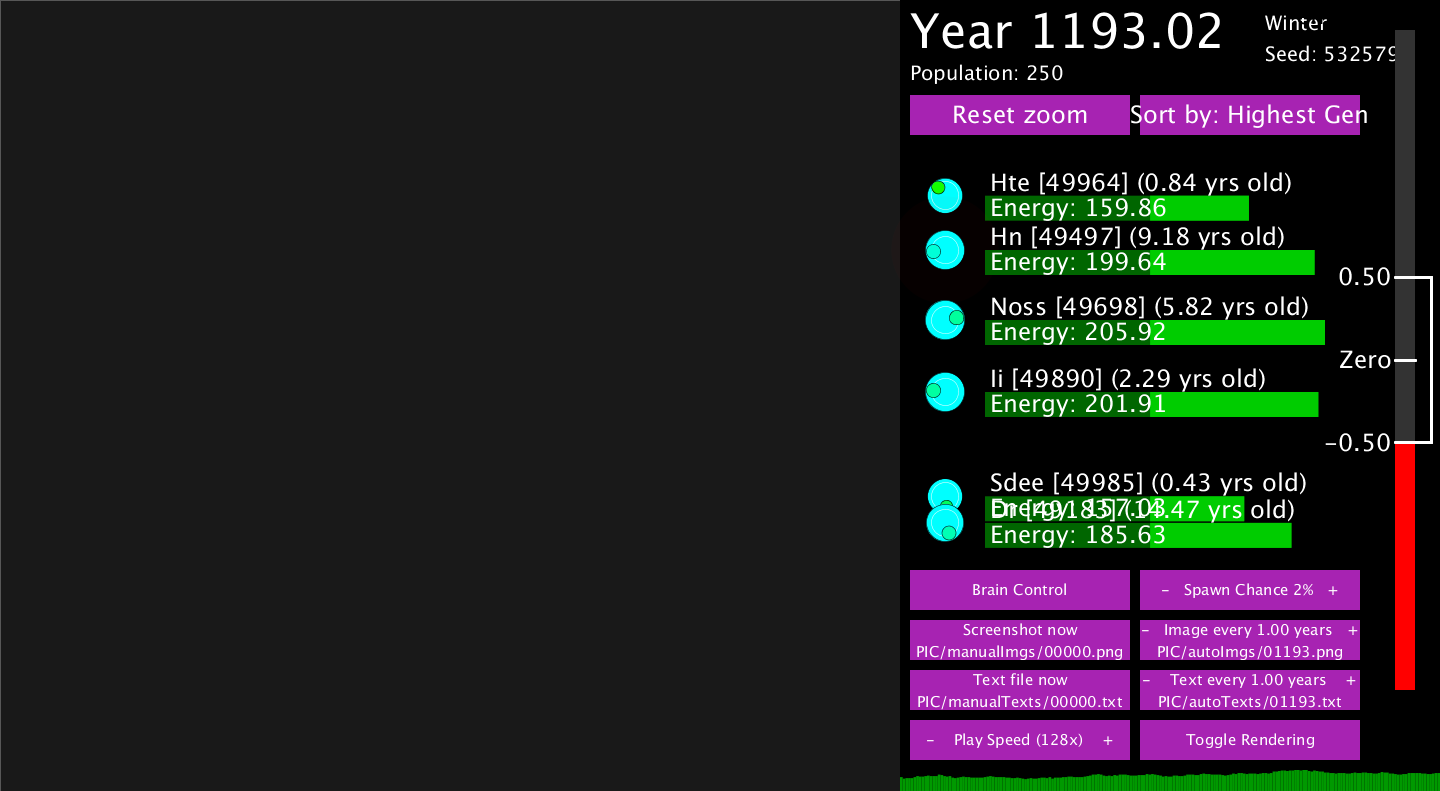 Year 1193.02
Winter
Seed: 532579
Population: 250
Reset zoom
Sort by: Highest Gen
Hte [49964] (0.84 yrs old)
Energy: 159.86
Hn [49497] (9.18 yrs old)
Energy: 199.64
0.50
Noss [49698] (5.82 yrs old)
Energy: 205.92
Zero
Ii [49890] (2.29 yrs old)
Energy: 201.91
-0.50
Sdee [49985] (0.43 yrs old)
Energy: 157.03
[49183] (14.47 yrs old)
Energy: 185.63
Brain Control
- Spawn Chance 2% +
Screenshot now
PIC/manualImgs/00000.png
- Image every 1.00 years +
PIC/autoImgs/01193.png
Text file now
PIC/manualTexts/00000.txt
- Text every 1.00 years +
PIC/autoTexts/01193.txt
- Play Speed (128x) +
Toggle Rendering